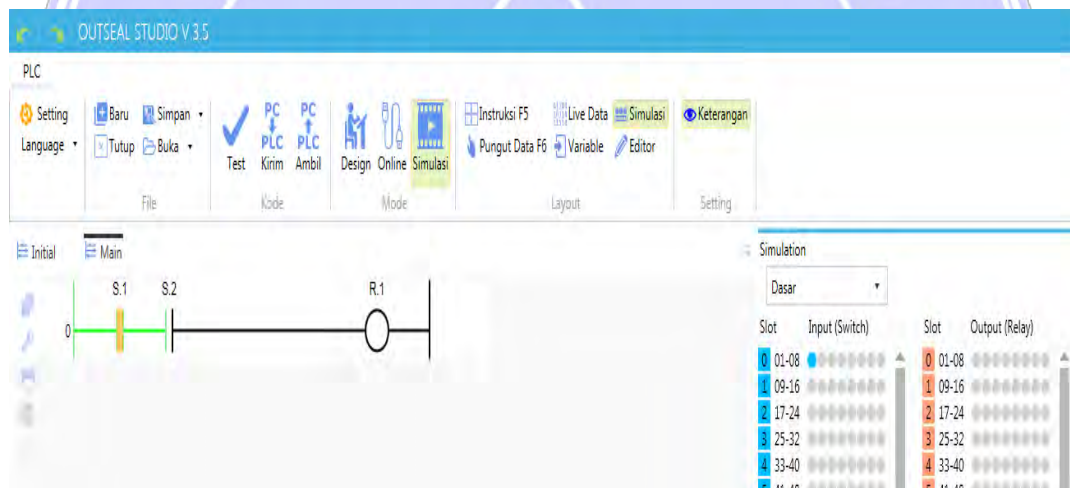 OUTSEAL STUDIO V 3.5
PLC
Setting
Language
Baru
Simpan
Tutup
Buka
File
Test
PC PLC Kirim
PC PLC Ambil
Kode
Design
Online
Simulasi
Mode
Instruksi F5
Live Data
Simulasi
Pungut Data F6
Variable
Editor
Layout
Keterangan
Setting
Initial
Main
S.1 S.2 R.1
0
Simulation
Dasar
Slot Input (Switch) Slot Output (Relay)
0 01-08 0 01-08
1 09-16 1 09-16
2 17-24 2 17-24
3 25-32 3 25-32
4 33-40 4 33-40